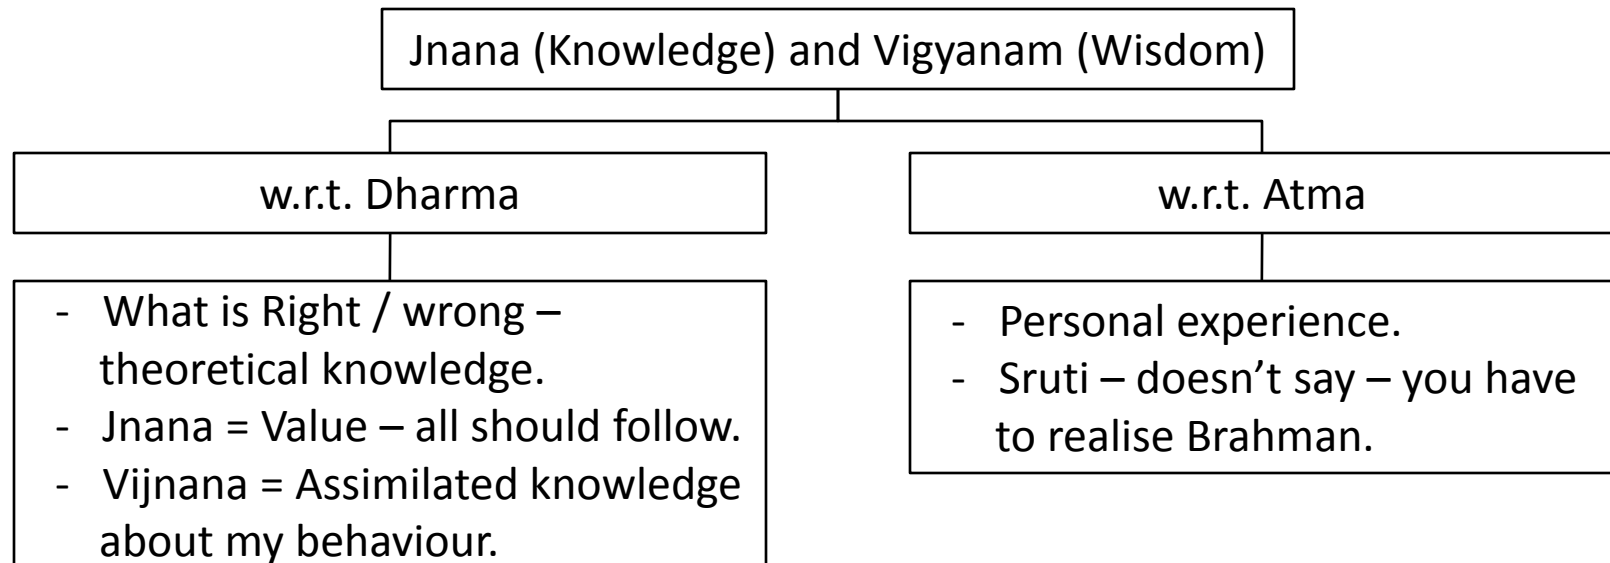 Jnana (Knowledge) and Vigyanam (Wisdom)
w.r.t. Dharma
- What is Right / wrong –
theoretical knowledge.
- Jnana = Value – all should follow.
- Vijnana = Assimilated knowledge
about my behaviour.
w.r.t. Atma
- Personal experience.
- Sruti – doesn’t say – you have
to realise Brahman.